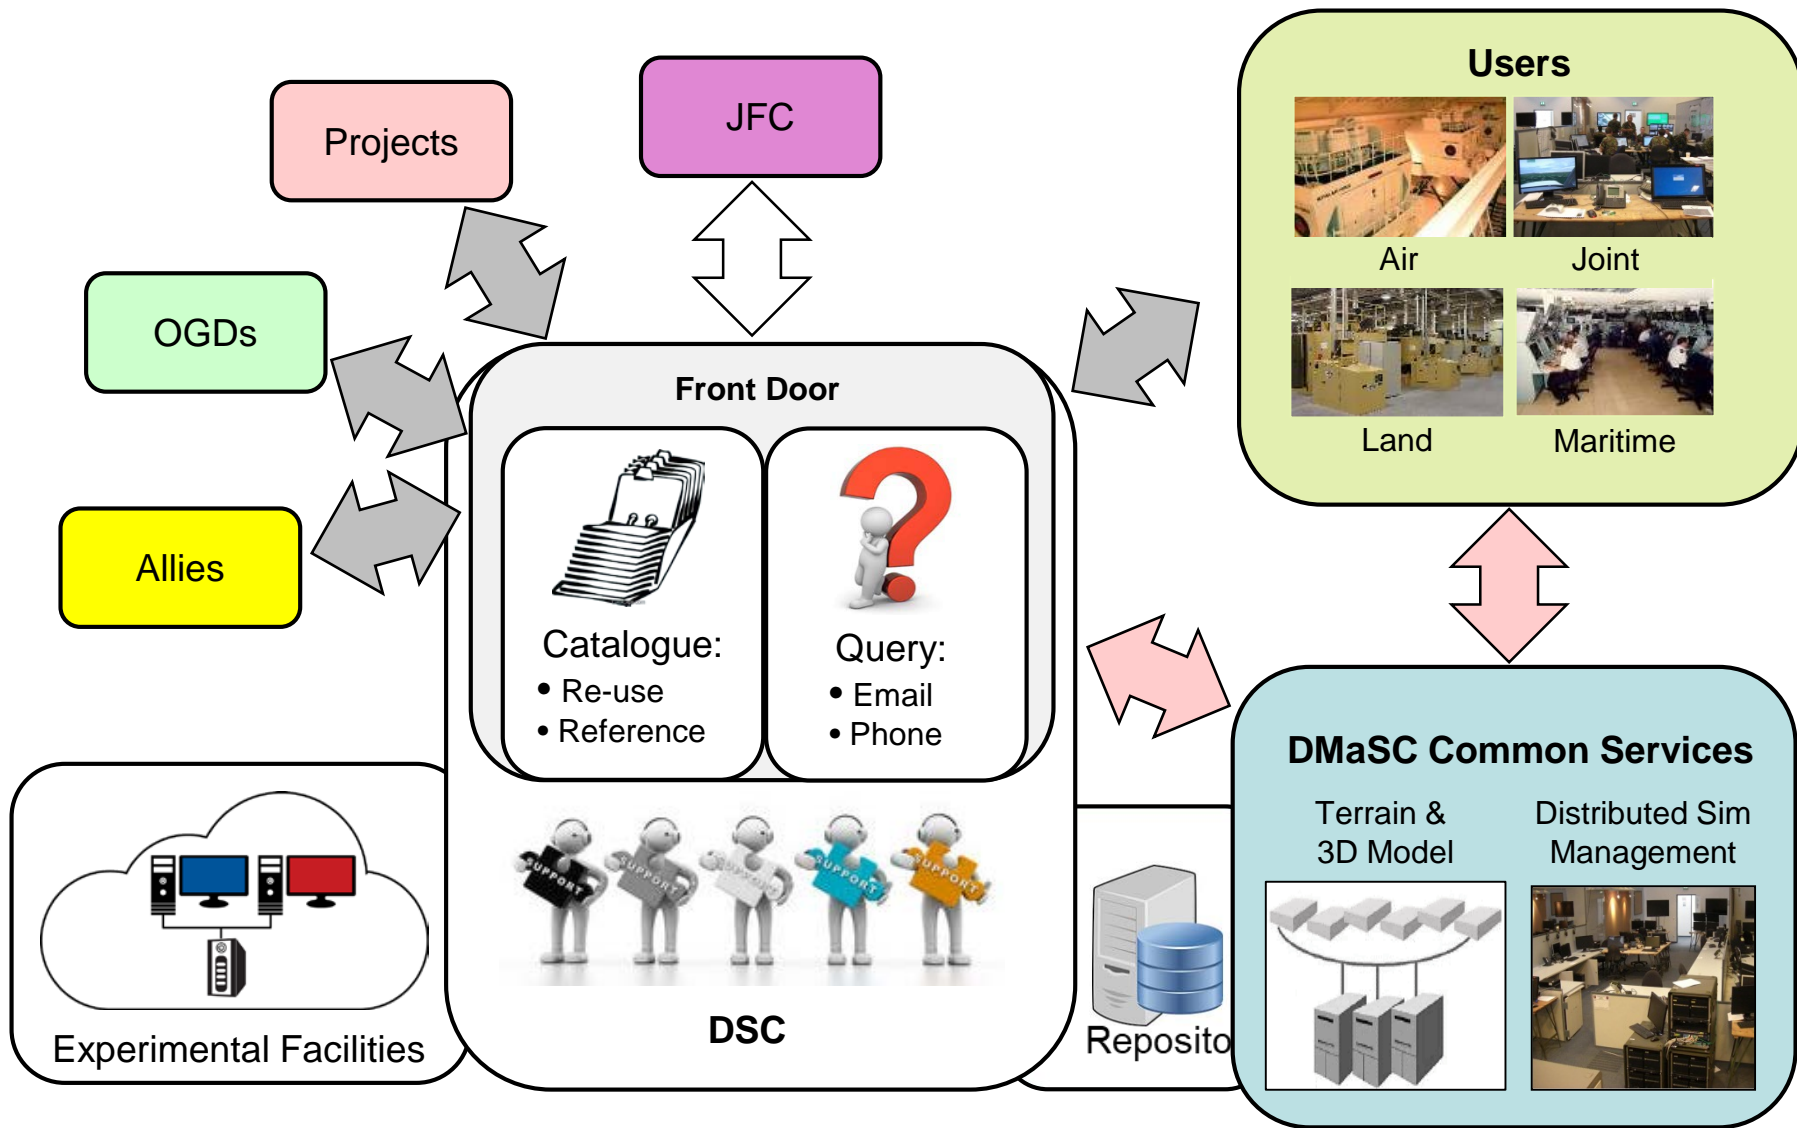 Users
JFC
Projects
Air
Joint
OGDs
Front Door
Land
Maritime
Allies
Catalogue:
• Re-use
• Reference
Query:
• Email
• Phone
DMaSC Common Services
Terrain &
3D Model
Distributed Sim
Management
SUPPORT
SUPPORT
SUPPORT
SUPPORT
SUPPORT
DSC
Experimental Facilities
Reposito